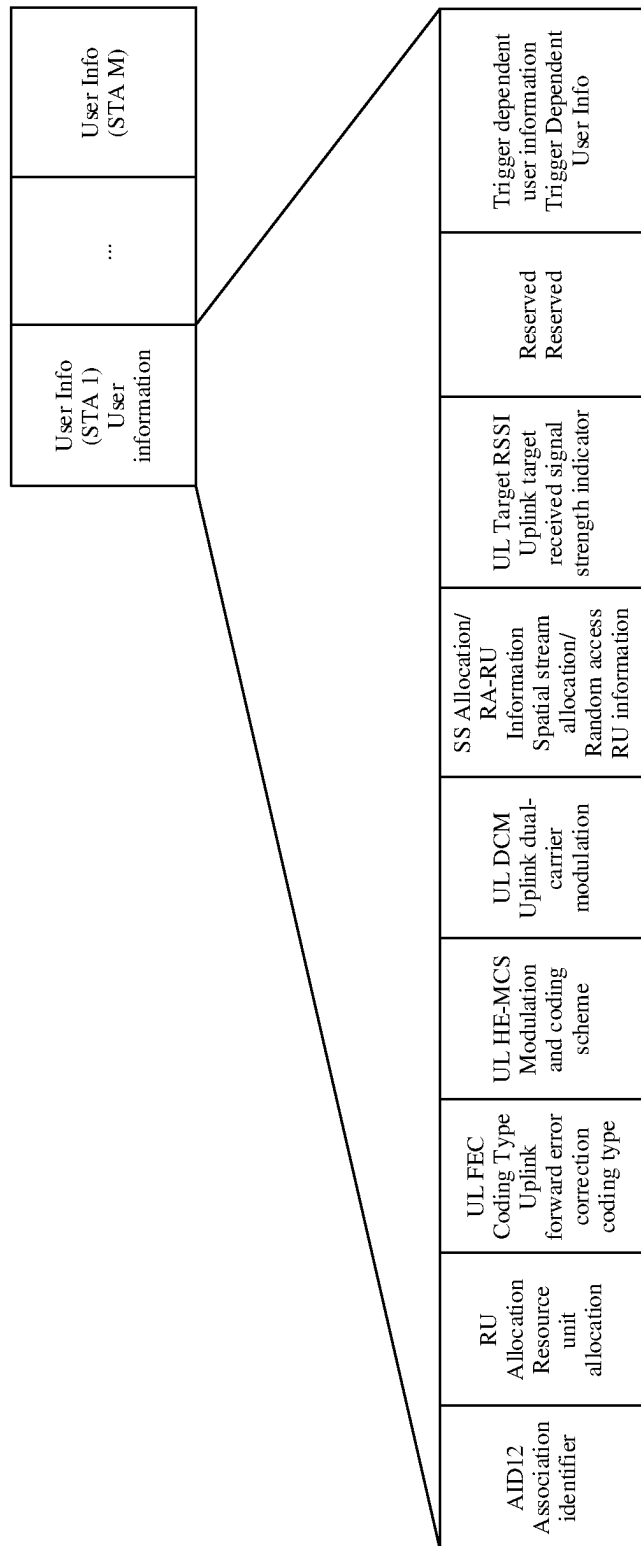 User Info
(STA 1)
User
information
...
User Info
(STA M)
AID12
Association
identifier
RU
Allocation
Resource
unit
allocation
UL FEC
Coding Type
Uplink
forward error
correction
coding type
UL HE-MCS
Modulation
and coding
scheme
UL DCM
Uplink dual-
carrier
modulation
SS Allocation/
RA-RU
Information
Spatial stream
allocation/
Random access
RU information
UL Target RSSI
Uplink target
received signal
strength indicator
Reserved
Reserved
Trigger dependent
user information
Trigger Dependent
User Info